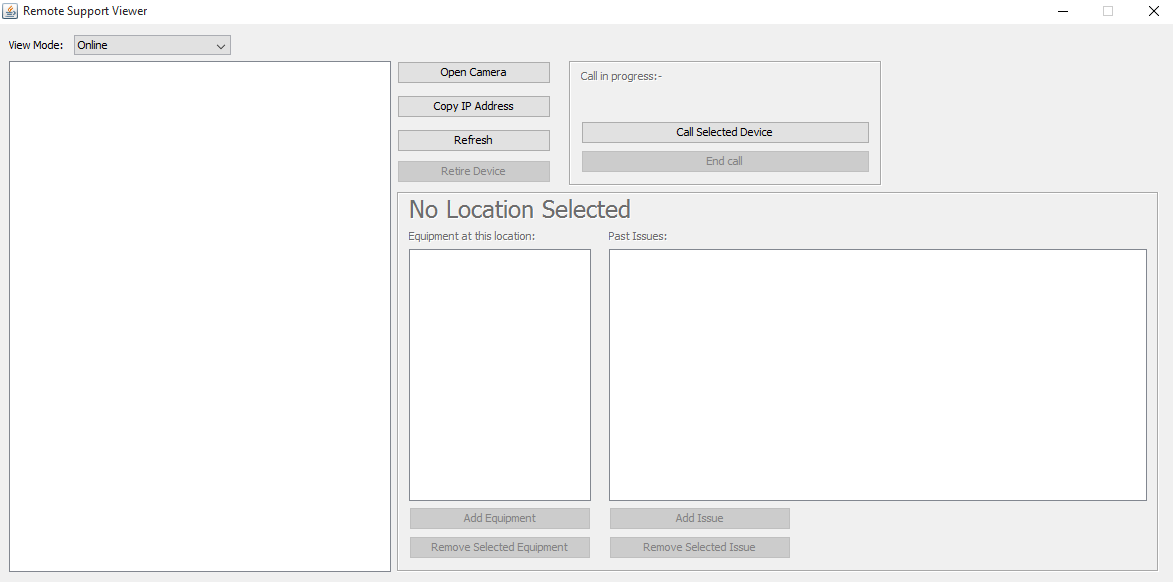 Remote Support Viewer
View Mode: Online
Open Camera
Copy IP Address
Refresh
Retire Device
Call in progress:-
Call Selected Device
End call
No Location Selected
Equipment at this location:
Past Issues:
Add Equipment
Add Issue
Remove Selected Equipment
Remove Selected Issue